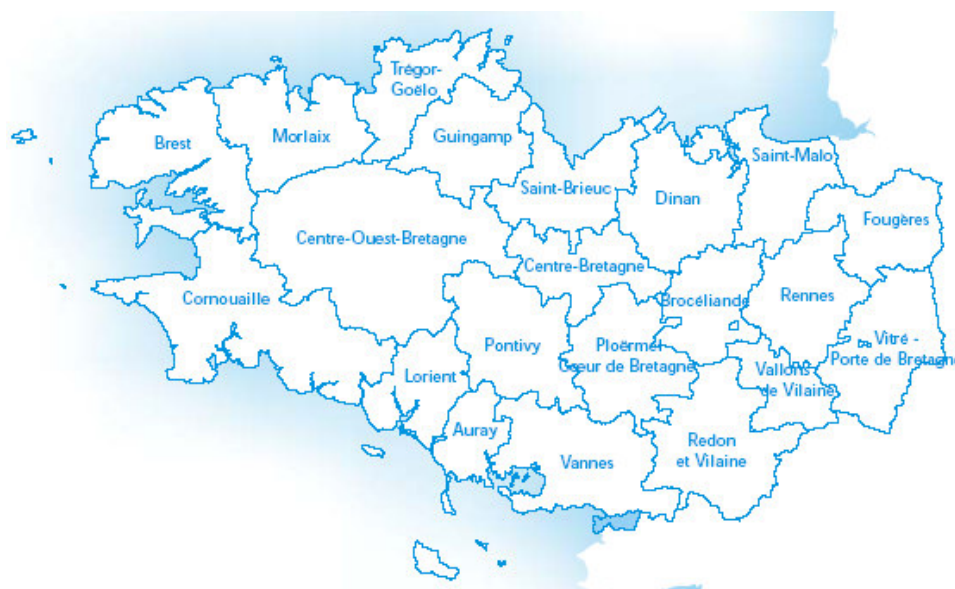 Trégor-
Goëlo
Brest
Morlaix
Guingamp
Saint-Malo
Saint-Brieuc
Dinan
Fougères
Centre-Ouest-Bretagne
Centre-Bretagne
Cornouaille
Brocéliande
Rennes
Pontivy
Ploërmel
Cœur de Bretagne
Vitré -
Porte de Bretagne
Lorient
Vallons
de Vilaine
Auray
Vannes
Redon
et Vilaine